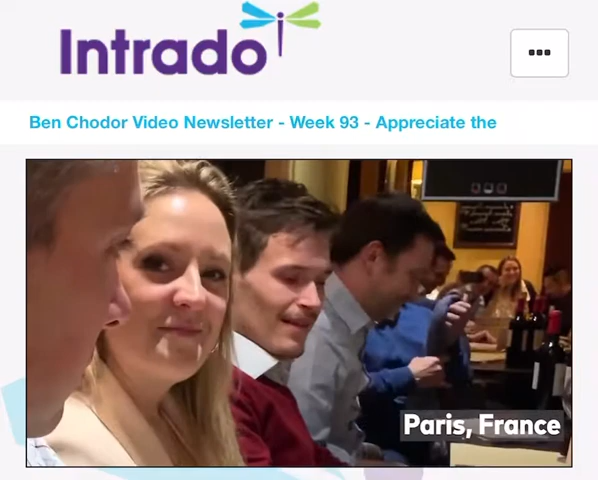 Intrado
Ben Chodor Video Newsletter - Week 93 - Appreciate the
Paris, France